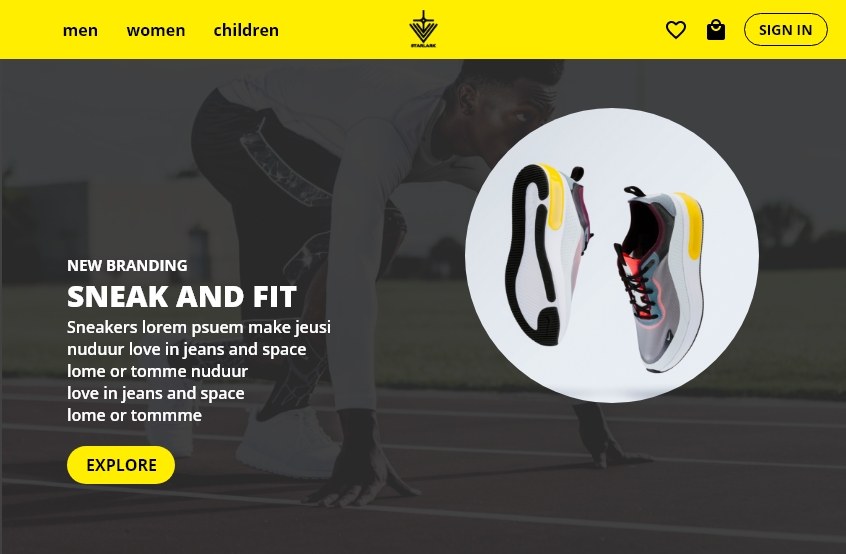 men women children
STARLARK
SIGN IN
NEW BRANDING
SNEAK AND FIT
Sneakers lorem psuem make jeusi
nuduur love in jeans and space
lome or tomme nuduur
love in jeans and space
lome or tommme
EXPLORE